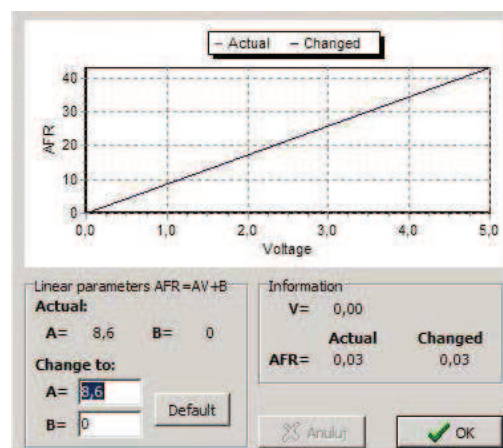 Actual Changed
40
30
20
10
0
AFR
0,0 1,0 2,0 3,0 4,0 5,0
Voltage
Linear parameters AFR=AV+B
Actual:
A= 8,6 B= 0
Change to:
A= 8,6
B= 0
Default
Information
V= 0,00
Actual Changed
AFR= 0,03 0,03
Anuluj
OK